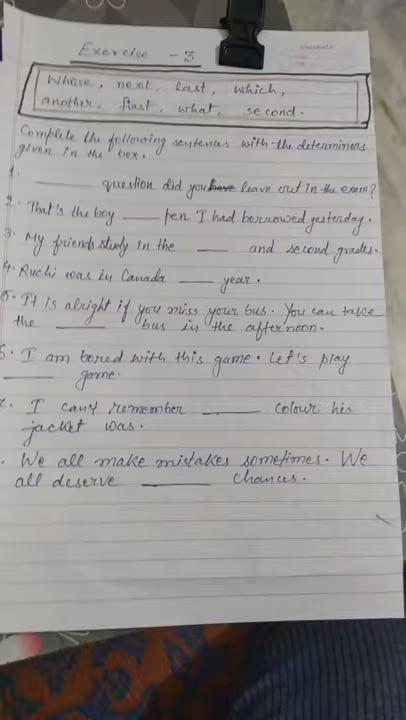 Exercise - 3
classmate
Whose, next, last, which,
another, first, what, second.
Complete the following sentences with the determiners
given in the box.
1. ______ question did you have leave out in the exam?
2. That's the boy ____ pen I had borrowed yesterday.
3. My friends study in the ____ and second grades.
4. Ruchi was in Canada ____ year.
5. It is alright if you miss your bus. You can take
the ______ bus in the afternoon.
6. I am bored with this game. Let's play
______ game.
7. I can't remember ______ colour his
jacket was.
. We all make mistakes sometimes. We
all deserve ________ chances.